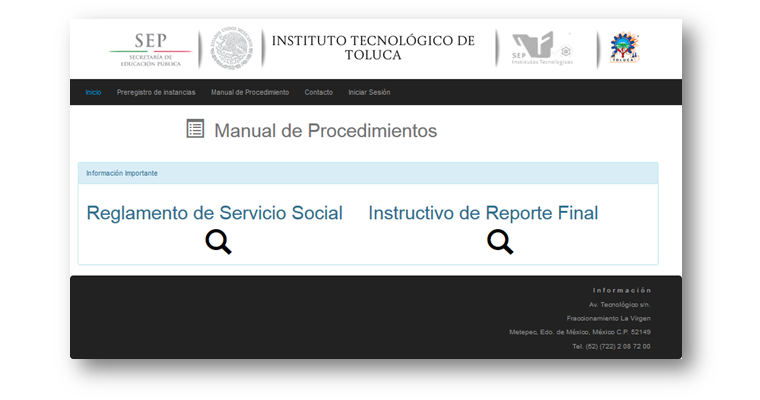 SEP
SECRETARÍA DE
EDUCACIÓN PÚBLICA
INSTITUTO TECNOLÓGICO DE
TOLUCA
SEP
Institutos Tecnológicos
TOLUCA
Inicio Preregistro de instancias Manual de Procedimiento Contacto Iniciar Sesión
Manual de Procedimientos
Información Importante
Reglamento de Servicio Social Instructivo de Reporte Final
Información
Av. Tecnológico s/n.
Fraccionamiento La Virgen
Metepec, Edo. de México, México C.P. 52149
Tel. (52) (722) 2 08 72 00